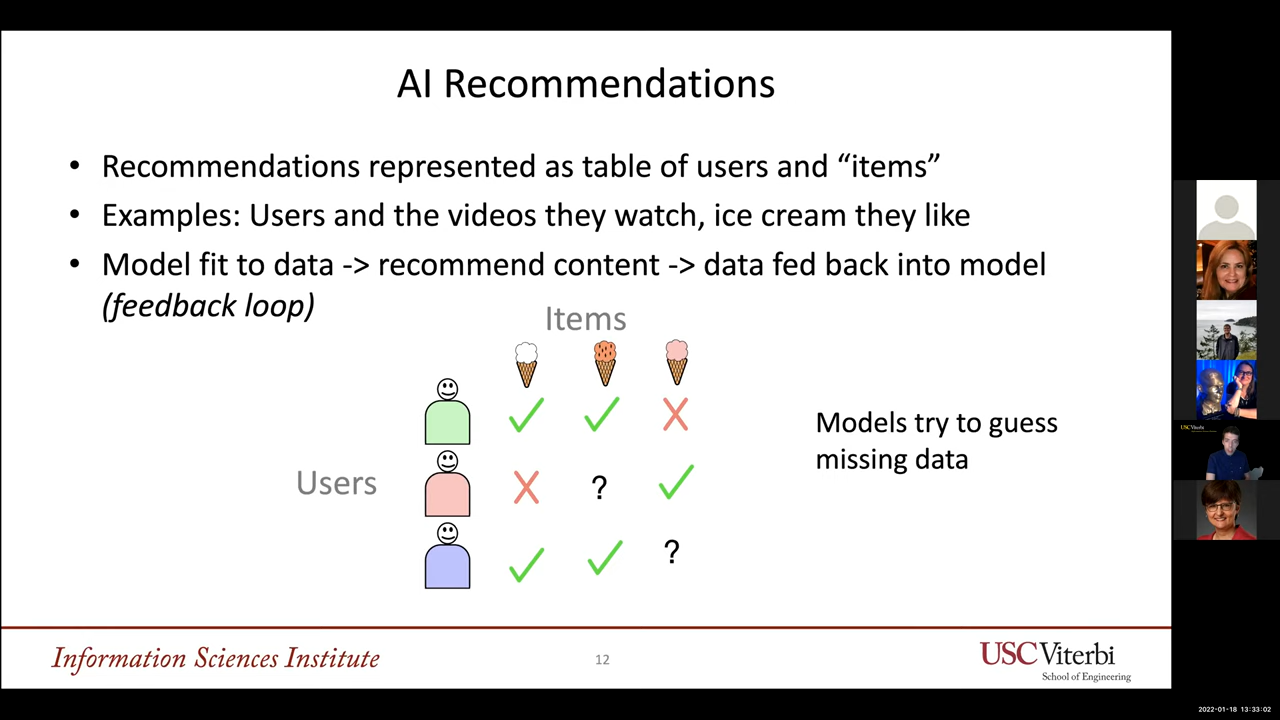 AI Recommendations
• Recommendations represented as table of users and “items”
• Examples: Users and the videos they watch, ice cream they like
• Model fit to data -> recommend content -> data fed back into model
(feedback loop)
Items
Models try to guess
missing data
Users
?
?
Information Sciences Institute
12
USC Viterbi
School of Engineering
USC Viterbi
2022-01-18 13:33:02